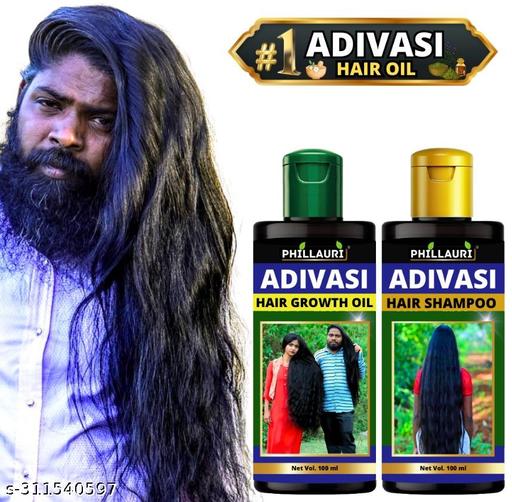 #1 ADIVASI
HAIR OIL
PHILLAURI
ADIVASI
HAIR GROWTH OIL
Net Vol. 100 ml
PHILLAURI
ADIVASI
HAIR SHAMPOO
Net Vol. 100 ml
s-311540597